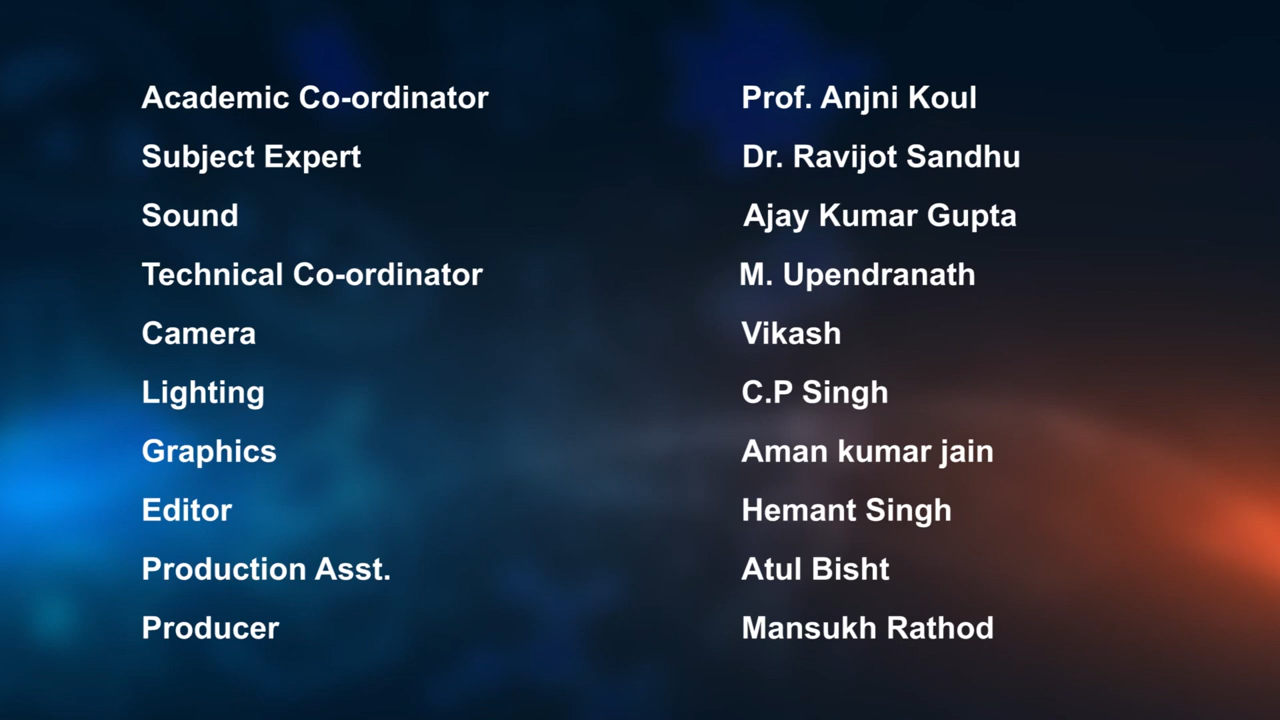 Academic Co-ordinator Prof. Anjni Koul
Subject Expert Dr. Ravijot Sandhu
Sound Ajay Kumar Gupta
Technical Co-ordinator M. Upendranath
Camera Vikash
Lighting C.P Singh
Graphics Aman kumar jain
Editor Hemant Singh
Production Asst. Atul Bisht
Producer Mansukh Rathod